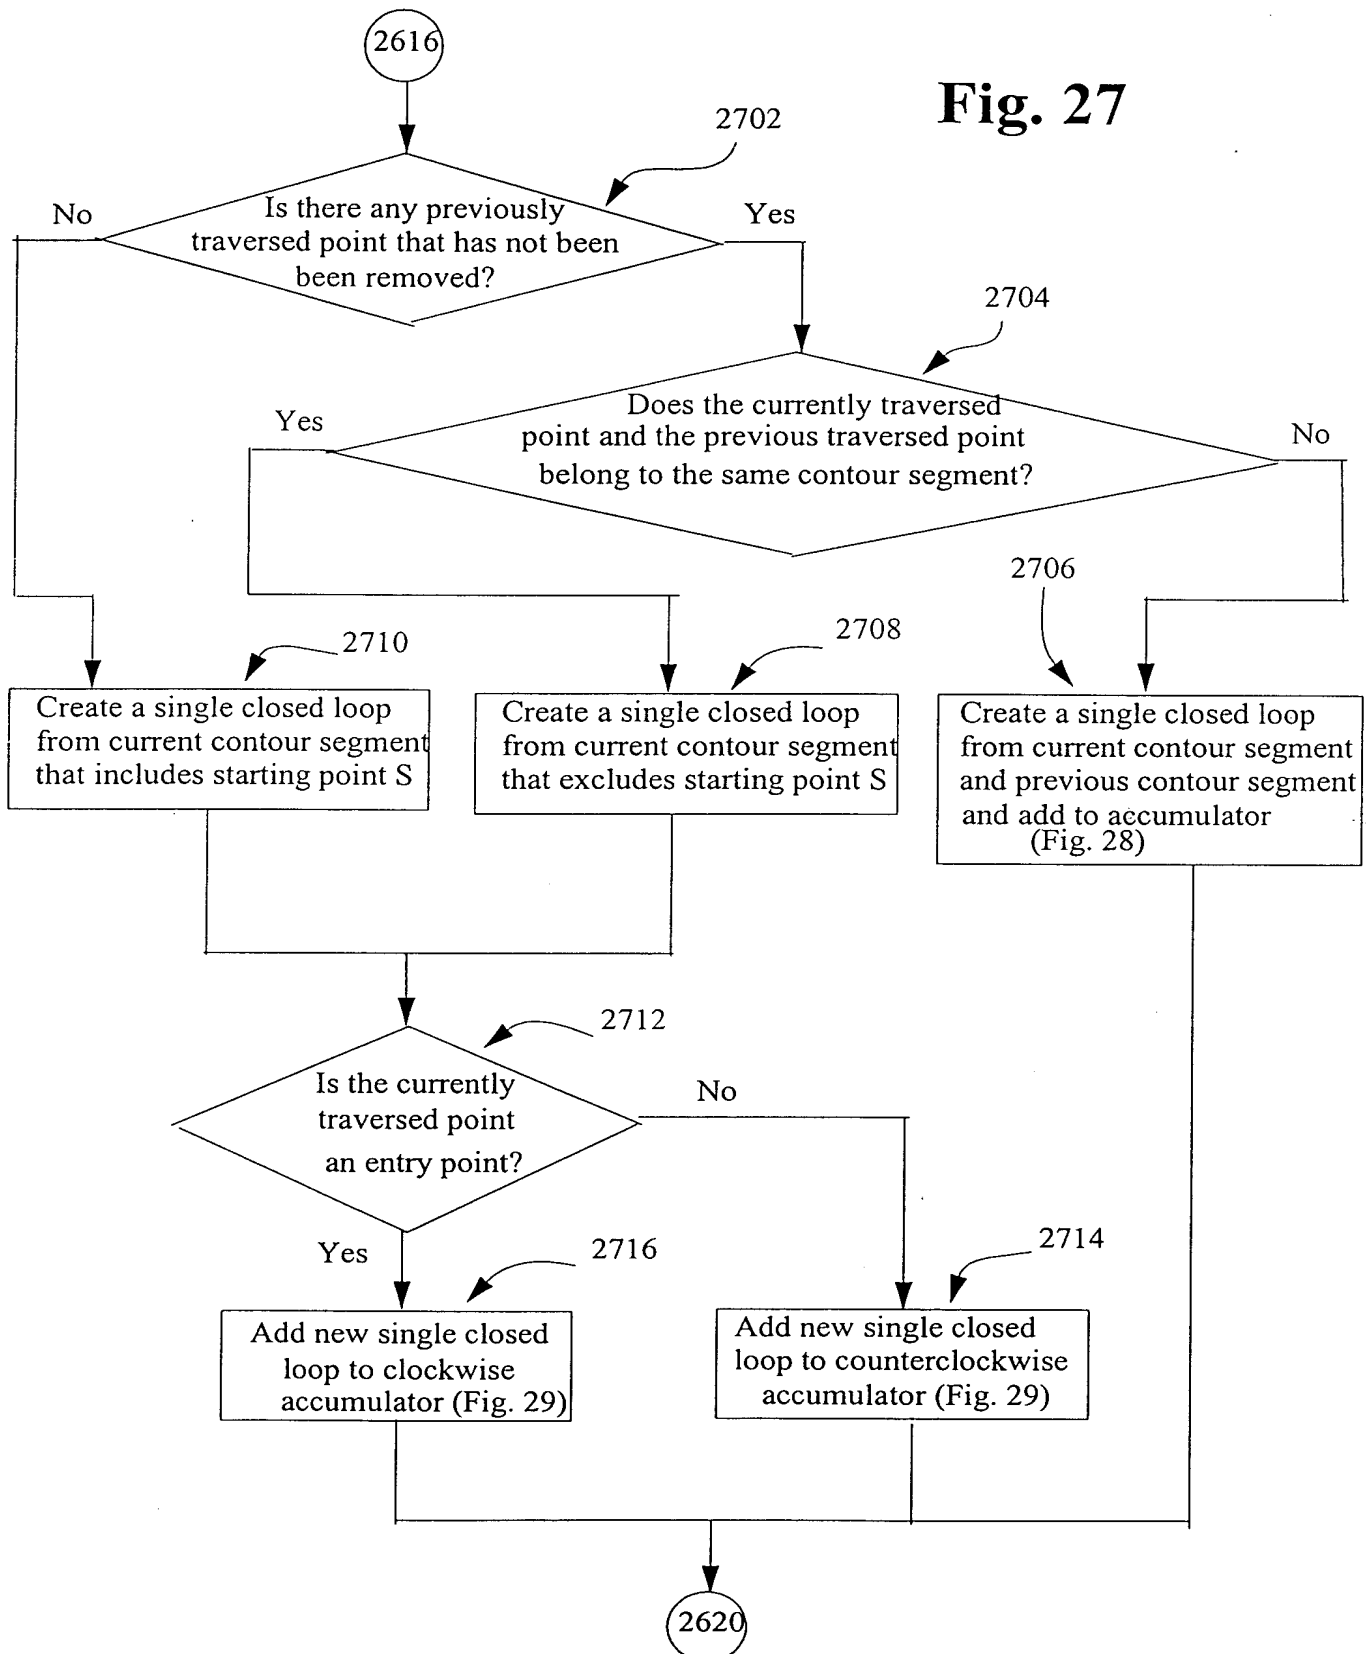 2616
Fig. 27
2702
No
Is there any previously
traversed point that has not been
been removed?
Yes
2704
Yes
Does the currently traversed
point and the previous traversed point
belong to the same contour segment?
No
2706
2710
2708
Create a single closed loop
from current contour segment
that includes starting point S
Create a single closed loop
from current contour segment
that excludes starting point S
Create a single closed loop
from current contour segment
and previous contour segment
and add to accumulator
(Fig. 28)
2712
Is the currently
traversed point
an entry point?
No
Yes
2716
2714
Add new single closed
loop to clockwise
accumulator (Fig. 29)
Add new single closed
loop to counterclockwise
accumulator (Fig. 29)
2620